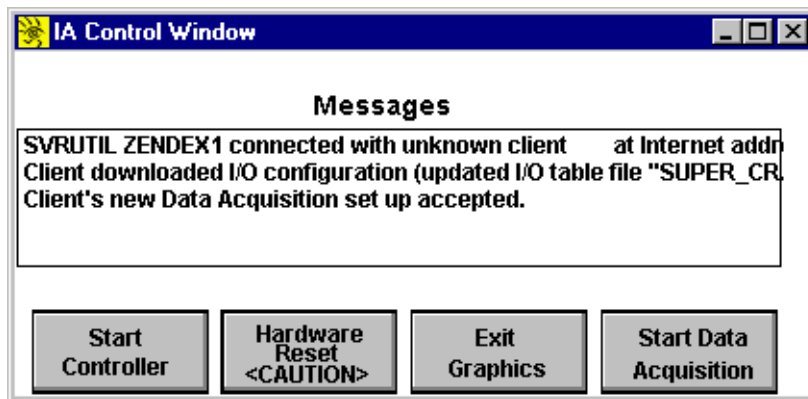 IA Control Window
Messages
SVRUTIL ZENDEX1 connected with unknown client at Internet addr
Client downloaded I/O configuration (updated I/O table file "SUPER_CR
Client's new Data Acquisition set up accepted.
Start
Controller
Hardware
Reset
<CAUTION>
Exit
Graphics
Start Data
Acquisition